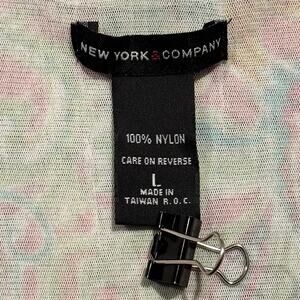 NEW YORK & COMPANY
100% NYLON
CARE ON REVERSE
L
MADE IN
TAIWAN R.O.C.